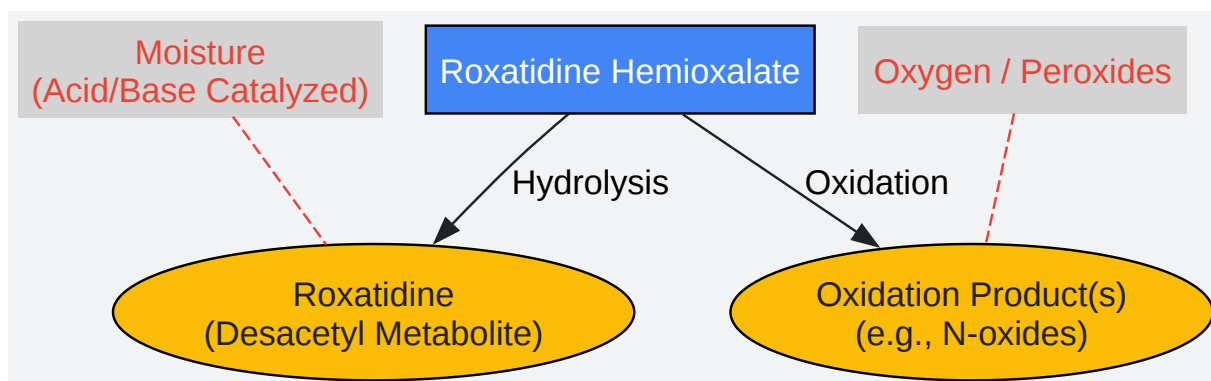 Moisture
(Acid/Base Catalyzed)
Roxatidine Hemioxalate
Oxygen / Peroxides
Hydrolysis
Oxidation
Roxatidine
(Desacetyl Metabolite)
Oxidation Product(s)
(e.g., N-oxides)